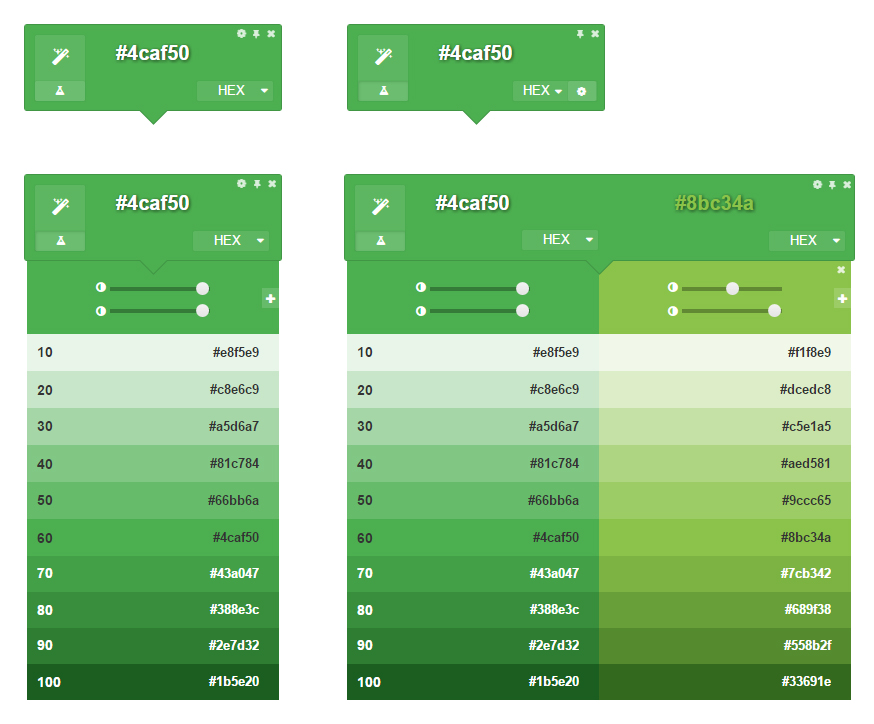 #4caf50
HEX
#4caf50
HEX
#4caf50
HEX
10 #e8f5e9
20 #c8e6c9
30 #a5d6a7
40 #81c784
50 #66bb6a
60 #4caf50
70 #43a047
80 #388e3c
90 #2e7d32
100 #1b5e20
#4caf50 #8bc34a
HEX HEX
10 #e8f5e9 #f1f8e9
20 #c8e6c9 #dcedc8
30 #a5d6a7 #c5e1a5
40 #81c784 #aed581
50 #66bb6a #9ccc65
60 #4caf50 #8bc34a
70 #43a047 #7cb342
80 #388e3c #689f38
90 #2e7d32 #558b2f
100 #1b5e20 #33691e